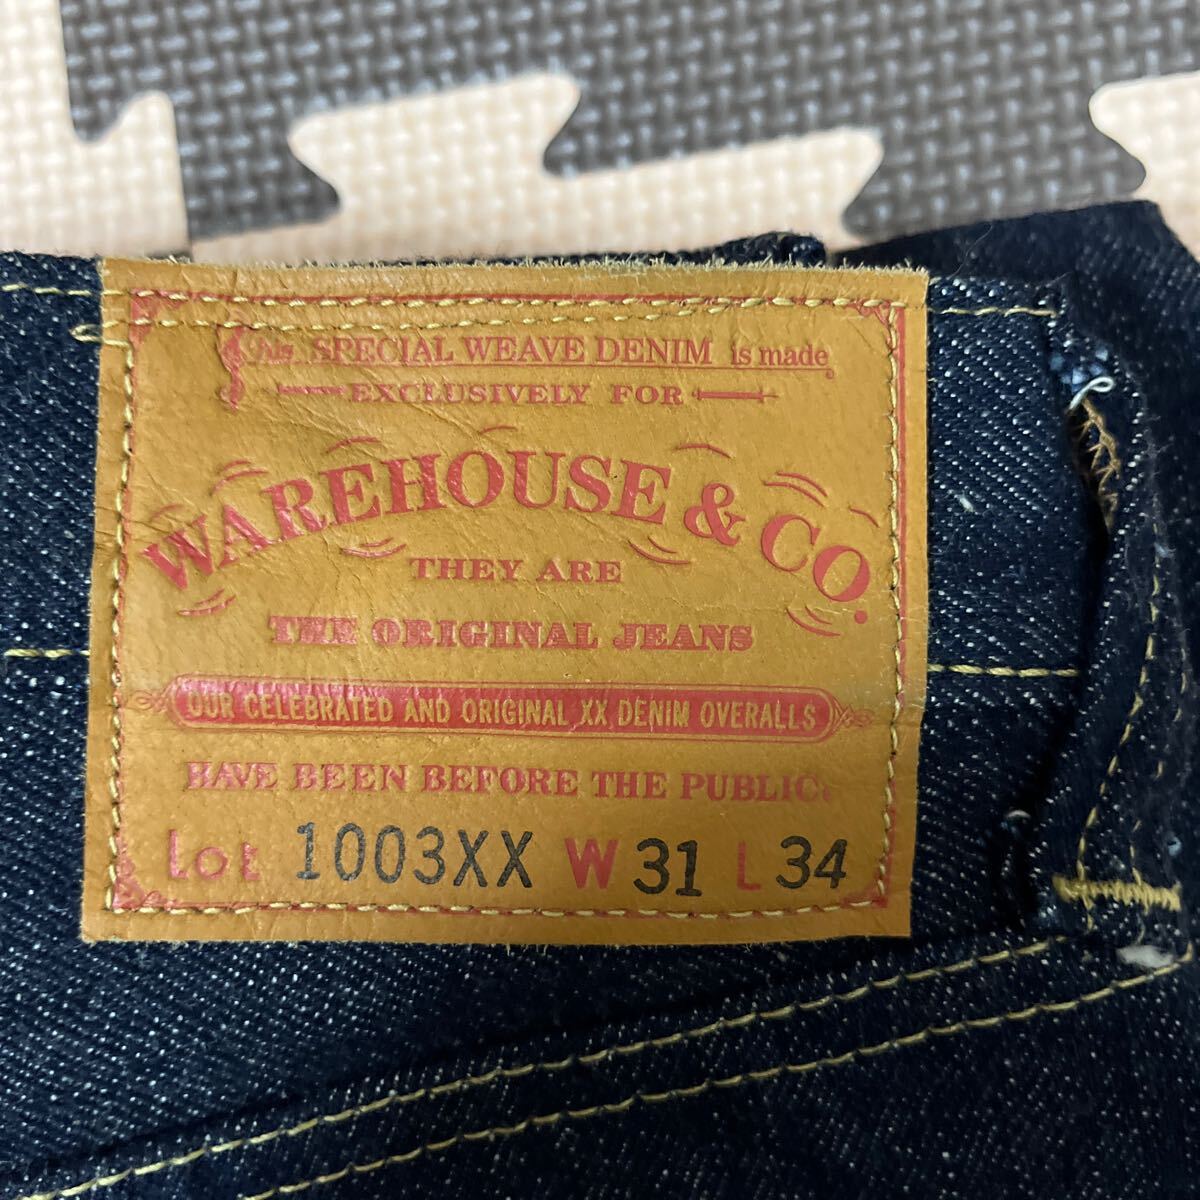 This SPECIAL WEAVE DENIM is made
EXCLUSIVELY FOR
WAREHOUSE & CO.
THEY ARE
THE ORIGINAL JEANS
OUR CELEBRATED AND ORIGINAL XX DENIM OVERALLS
HAVE BEEN BEFORE THE PUBLIC.
Lot 1003XX W 31 L 34